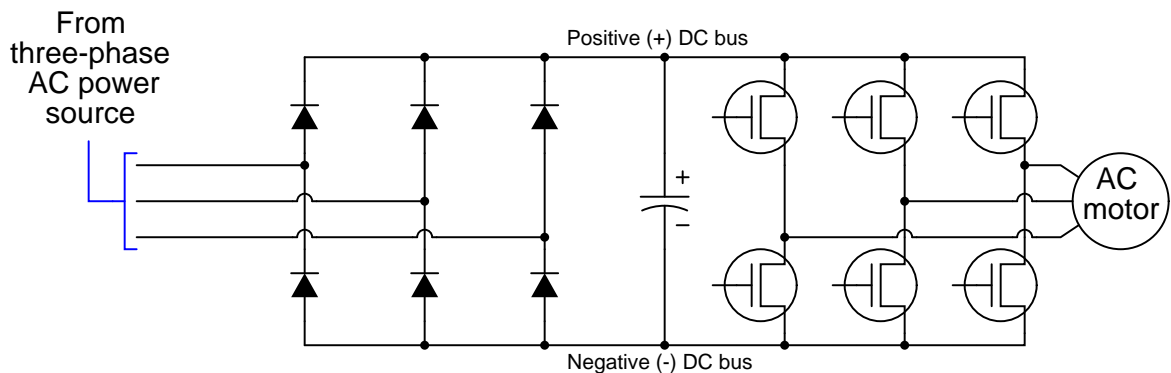 From
three-phase
AC power
source
Positive (+) DC bus
+
−
AC
motor
Negative (-) DC bus